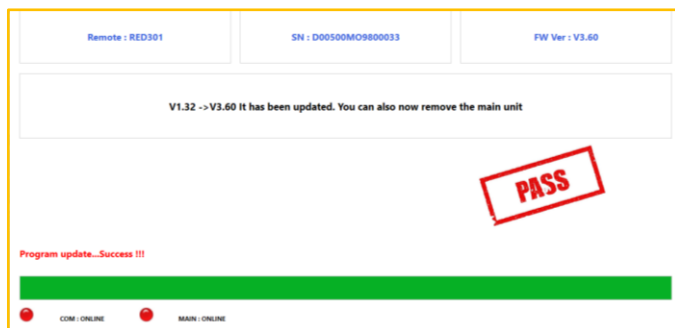 Remote : RED301 SN : D00500MO9800033 FW Ver : V3.60
V1.32 ->V3.60 It has been updated. You can also now remove the main unit
PASS
Program update...Success !!!
COM : ONLINE MAIN : ONLINE